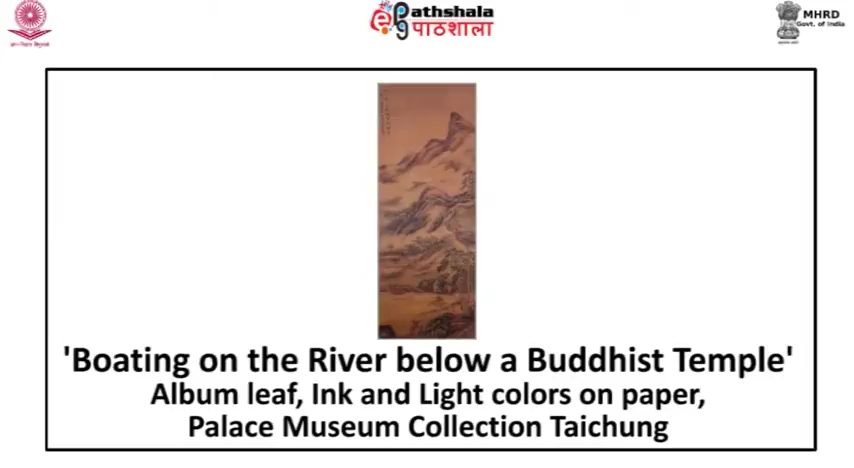 ePathshala
पाठशाला
MHRD
Govt. of India
'Boating on the River below a Buddhist Temple'
Album leaf, Ink and Light colors on paper,
Palace Museum Collection Taichung